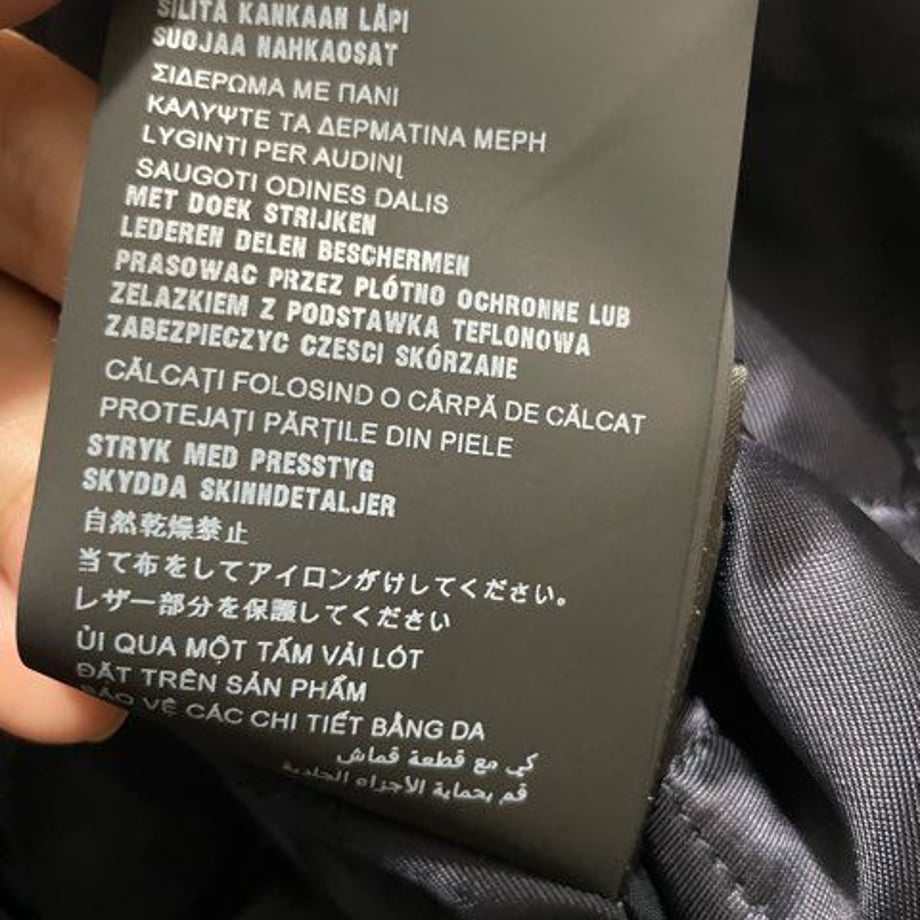 SILITÄ KANKAAN LÄPI
SUOJAA NAHKAOSAT
ΣΙΔΕΡΩΜΑ ΜΕ ΠΑΝΙ
ΚΑΛΥΨΤΕ ΤΑ ΔΕΡΜΑΤΙΝΑ ΜΕΡΗ
LYGINTI PER AUDINĮ
SAUGOTI ODINES DALIS
MET DOEK STRIJKEN
LEDEREN DELEN BESCHERMEN
PRASOWAC PRZEZ PLÓTNO OCHRONNE LUB
ZELAZKIEM Z PODSTAWKA TEFLONOWA
ZABEZPIECZYC CZESCI SKÓRZANE
CĂLCAȚI FOLOSIND O CÂRPĂ DE CĂLCAT
PROTEJAȚI PĂRȚILE DIN PIELE
STRYK MED PRESSTYG
SKYDDA SKINNDETALJER
自然乾燥禁止
当て布をしてアイロンがけしてください。
レザー部分を保護してください
ỦI QUA MỘT TẤM VẢI LÓT
ĐẶT TRÊN SẢN PHẨM
BẢO VỆ CÁC CHI TIẾT BẰNG DA
كي مع قطعة قماش
قم بحماية الأجزاء الجلدية